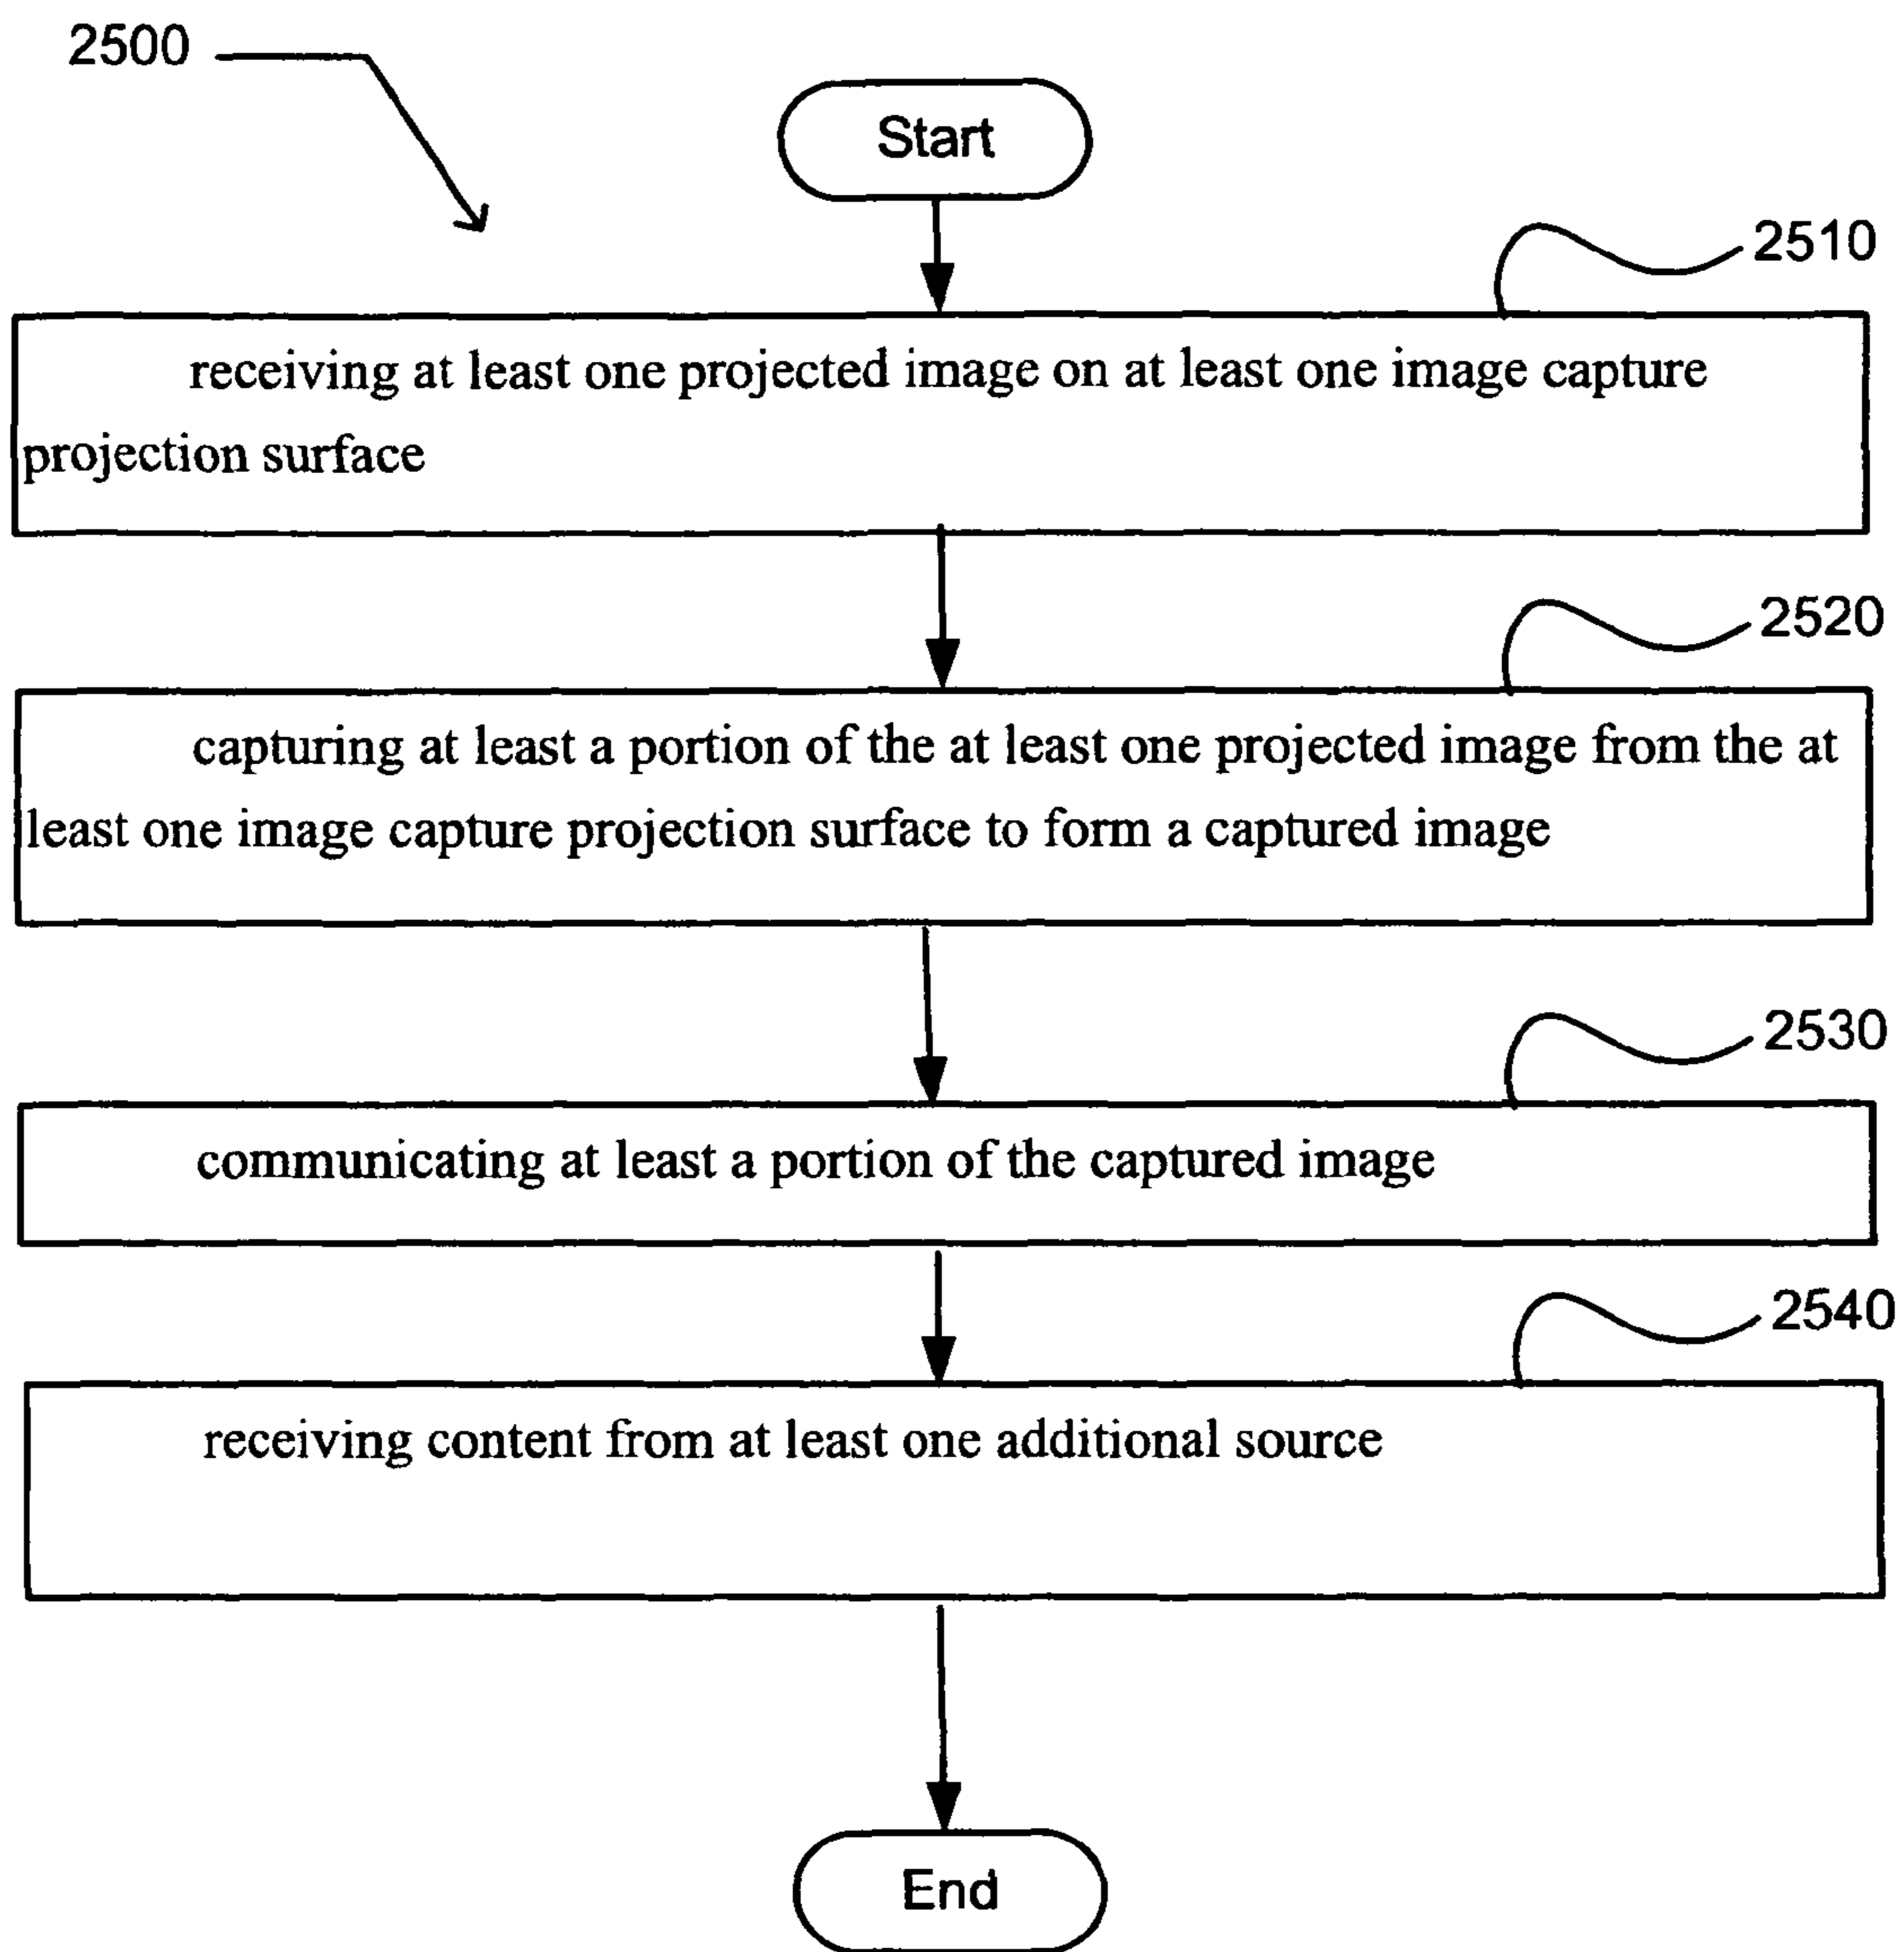 2500
Start
2510
receiving at least one projected image on at least one image capture
projection surface
2520
capturing at least a portion of the at least one projected image from the at
least one image capture projection surface to form a captured image
2530
communicating at least a portion of the captured image
2540
receiving content from at least one additional source
End